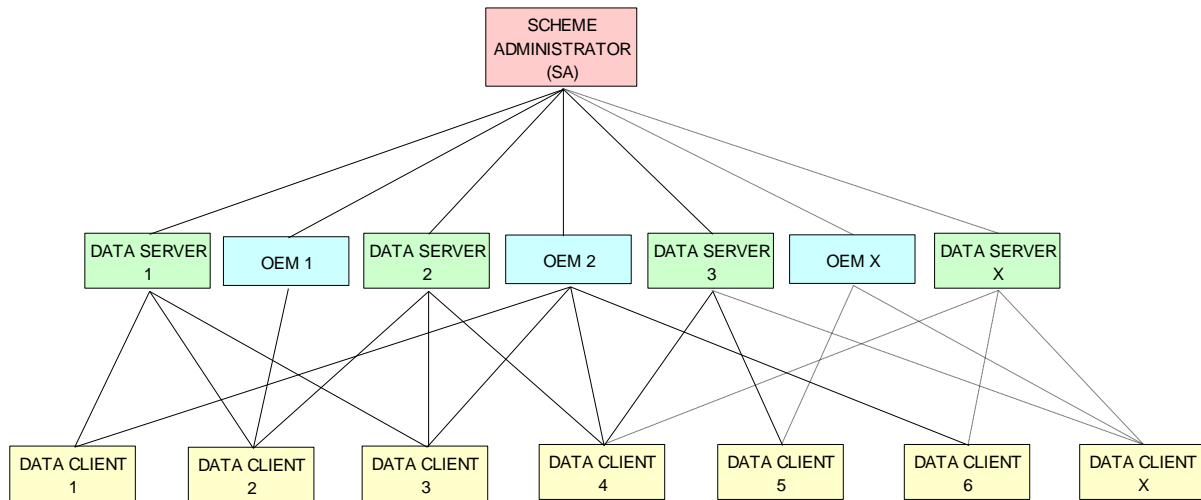 SCHEME
ADMINISTRATOR
(SA)
DATA SERVER
1
OEM 1
DATA SERVER
2
OEM 2
DATA SERVER
3
OEM X
DATA SERVER
X
DATA CLIENT
1
DATA CLIENT
2
DATA CLIENT
3
DATA CLIENT
4
DATA CLIENT
5
DATA CLIENT
6
DATA CLIENT
X